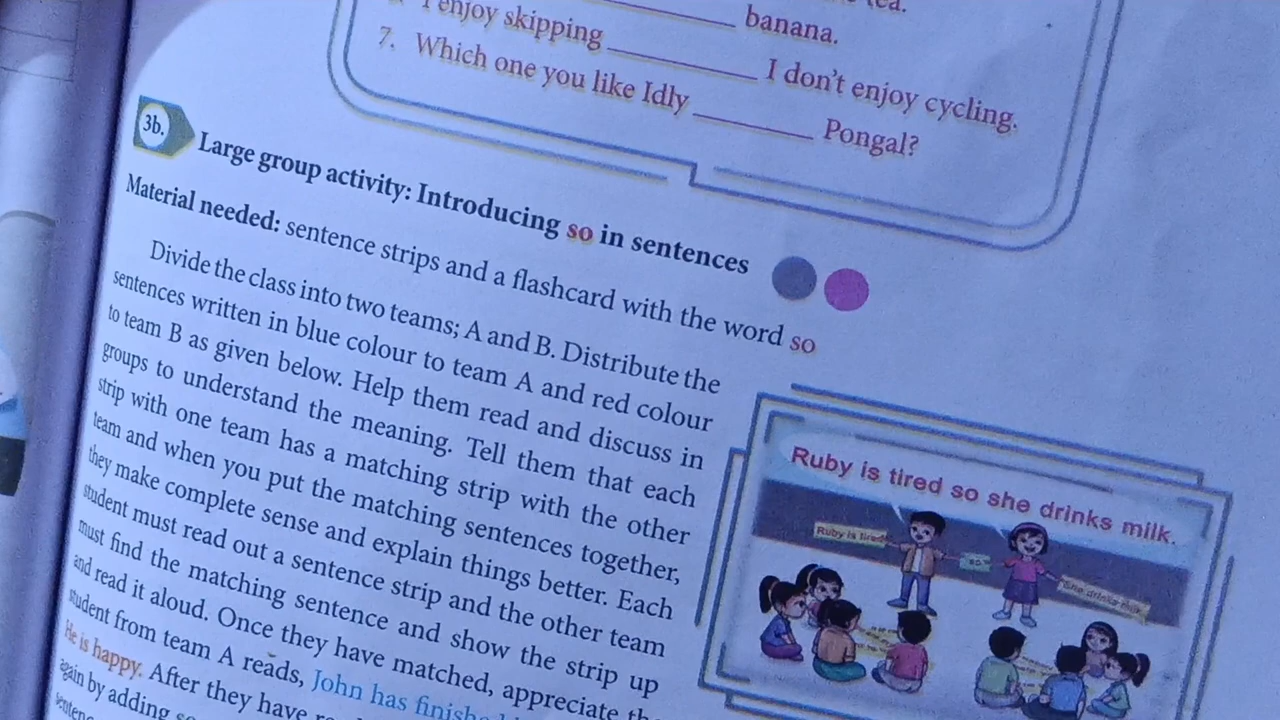 tea.
banana.
I enjoy skipping ________ I don't enjoy cycling.
7. Which one you like Idly ________ Pongal?
3b.
Large group activity: Introducing so in sentences
Material needed: sentence strips and a flashcard with the word so
Divide the class into two teams; A and B. Distribute the
sentences written in blue colour to team A and red colour
to team B as given below. Help them read and discuss in
groups to understand the meaning. Tell them that each
strip with one team has a matching strip with the other
team and when you put the matching sentences together,
they make complete sense and explain things better. Each
student must read out a sentence strip and the other team
must find the matching sentence and show the strip up
and read it aloud. Once they have matched, appreciate
student from team A reads, John has
He is happy. After they have
again by adding
Ruby is tired so she drinks milk.
Ruby is tired
so
She drinks milk